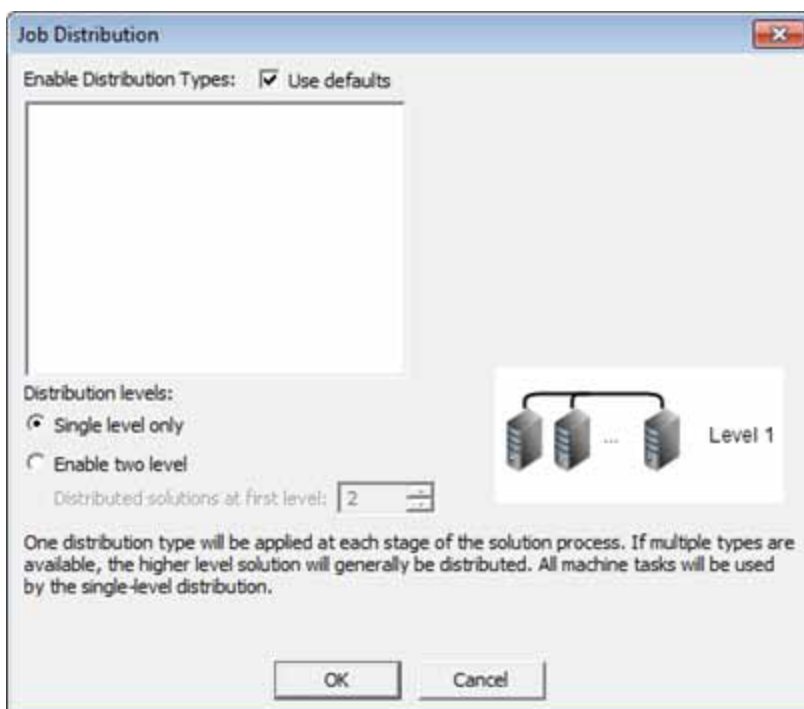 Job Distribution
Enable Distribution Types: Use defaults
Distribution levels:
Single level only
Enable two level
Distributed solutions at first level: 2
... Level 1
One distribution type will be applied at each stage of the solution process. If multiple types are
available, the higher level solution will generally be distributed. All machine tasks will be used
by the single-level distribution.
OK Cancel